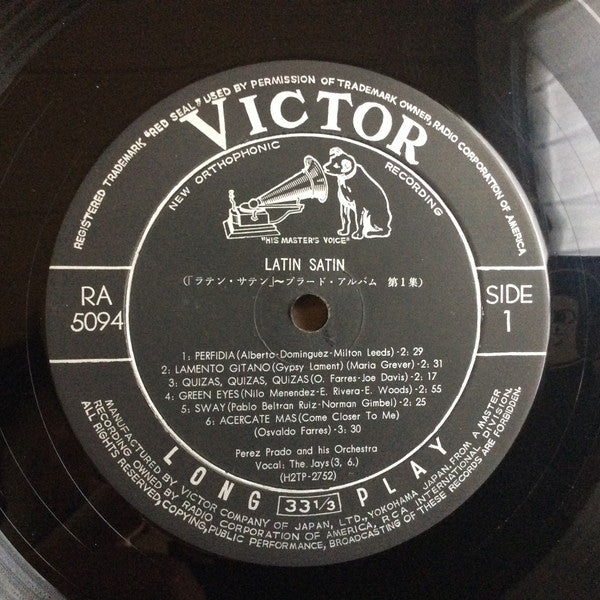 REGISTERED TRADEMARK "RED SEAL" USED BY PERMISSION OF TRADEMARK OWNER, RADIO CORPORATION OF AMERICA
VICTOR
NEW ORTHOPHONIC RECORDING
"HIS MASTER'S VOICE"
LATIN SATIN
(「ラテン・サテン」〜プラード・アルバム 第1集)
RA
5094
SIDE
1
1: PERFIDIA (Alberto-Dominguez-Milton Leeds)-2: 29
2: LAMENTO GITANO (Gypsy Lament) (Maria Grever) -2: 31
3: QUIZAS, QUIZAS, QUIZAS (O. Farres-Joe Davis)-2: 17
4: GREEN EYES (Nilo Menendez-E. Rivera-E. Woods) -2: 55
5: SWAY (Pablo Beltran Ruiz-Norman Gimbel) -2: 25
6: ACERCATE MAS (Come Closer To Me)
(Osvaldo Farres)-3: 30
Perez Prado and his Orchestra
Vocal: The Jays (3, 6.)
(H2TP-2752)
LONG 33 1/3 PLAY
MANUFACTURED BY VICTOR COMPANY OF JAPAN, LTD., YOKOHAMA JAPAN, FROM A MASTER
RECORDING OWNED BY RADIO CORPORATION OF AMERICA, RCA INTERNATIONAL DIVISION.
ALL RIGHTS RESERVED, COPYING, PUBLIC PERFORMANCE, BROADCASTING OF THESE RECORDS ARE FORBIDDEN.